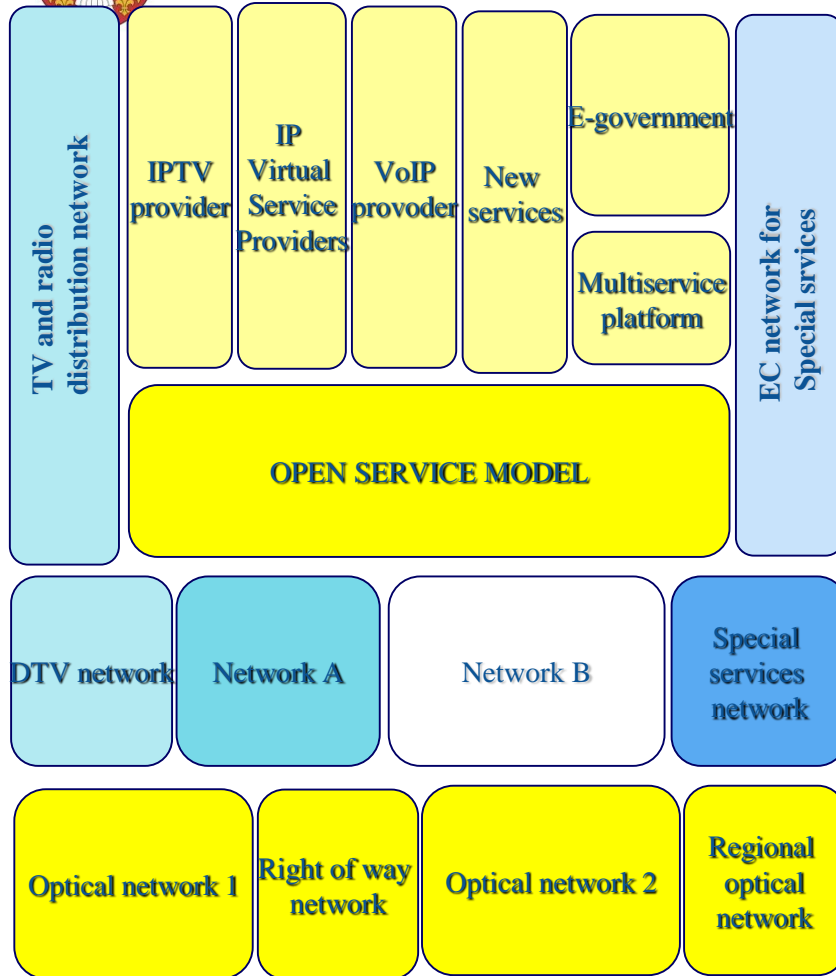 TV and radio
distribution network
IPTV
provider
IP
Virtual
Service
Providers
VoIP
provoder
New
services
E-government
Multiservice
platform
EC network for
Special srvices
OPEN SERVICE MODEL
DTV network
Network A
Network B
Special
services
network
Optical network 1
Right of way
network
Optical network 2
Regional
optical
network